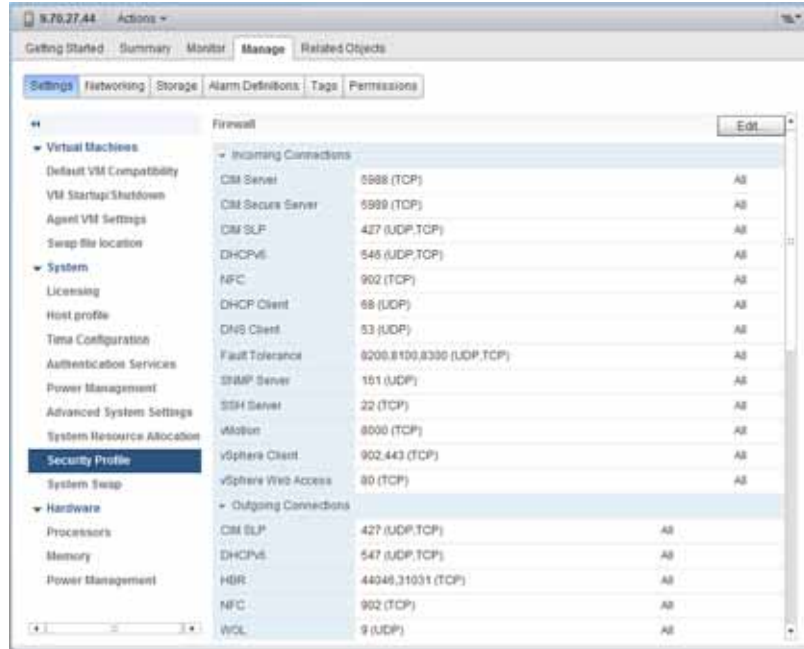 9.70.27.44 Actions
Getting Started Summary Monitor Manage Related Objects
Settings Networking Storage Alarm Definitions Tags Permissions
Virtual Machines
Default VM Compatibility
VM Startup/Shutdown
Agent VM Settings
Swap file location
System
Licensing
Host profile
Time Configuration
Authentication Services
Power Management
Advanced System Settings
System Resource Allocation
Security Profile
System Swap
Hardware
Processors
Memory
Power Management
Firewall Edit...
Incoming Connections
CIM Server 5988 (TCP) All
CIM Secure Server 5989 (TCP) All
CIM SLP 427 (UDP,TCP) All
DHCPv6 546 (UDP,TCP) All
NFC 902 (TCP) All
DHCP Client 68 (UDP) All
DNS Client 53 (UDP) All
Fault Tolerance 8200,8100,8300 (UDP,TCP) All
SNMP Server 161 (UDP) All
SSH Server 22 (TCP) All
vMotion 8000 (TCP) All
vSphere Client 902,443 (TCP) All
vSphere Web Access 80 (TCP) All
Outgoing Connections
CIM SLP 427 (UDP,TCP) All
DHCPv6 547 (UDP,TCP) All
HBR 44046,31031 (TCP) All
NFC 902 (TCP) All
WOL 9 (UDP) All